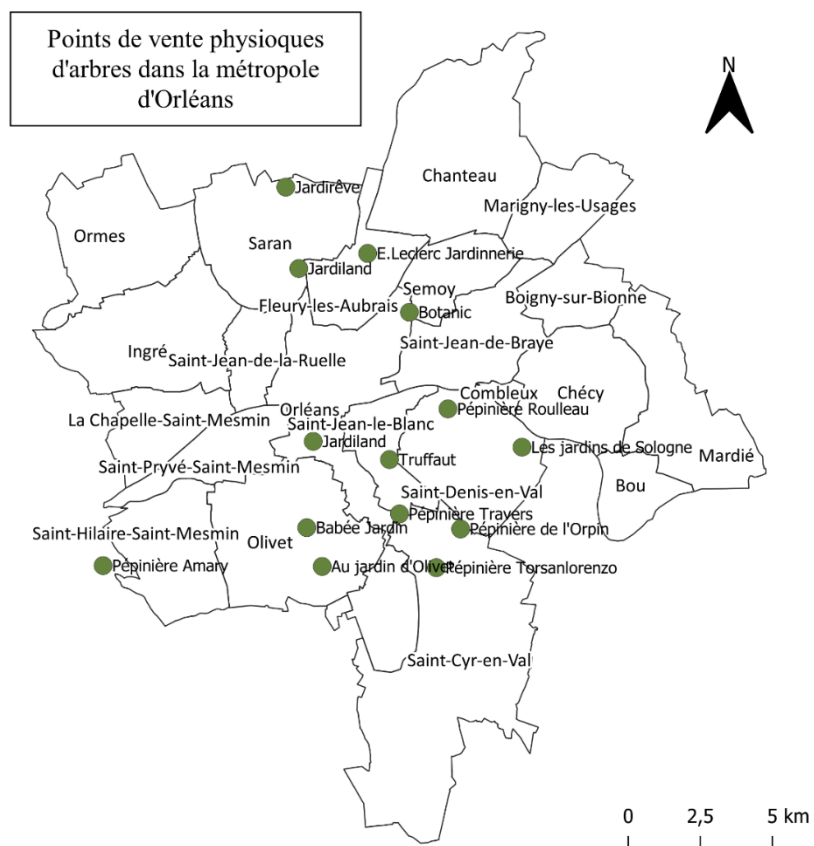 Points de vente physioques
d'arbres dans la métropole
d'Orléans
N
Chanteau
Jardirêve
Marigny-les-Usages
Ormes
Saran
E.Leclerc Jardinnerie
Jardiland
Semoy
Fleury-les-Aubrais
Boigny-sur-Bionne
Botanic
Saint-Jean-de-Braye
Ingré
Saint-Jean-de-la-Ruelle
Combleux
Chécy
Orléans
Pépinière Roulleau
La Chapelle-Saint-Mesmin
Saint-Jean-le-Blanc
Jardiland
Les jardins de Sologne
Mardié
Truffaut
Saint-Pryvé-Saint-Mesmin
Bou
Saint-Denis-en-Val
Pépinière Travers
Saint-Hilaire-Saint-Mesmin
Babée Jardin
Pépinière de l'Orpin
Olivet
Pépinière Amary
Au jardin d'Olivet
Pépinière Torsanlorenzo
Saint-Cyr-en-Val
0 2,5 5 km